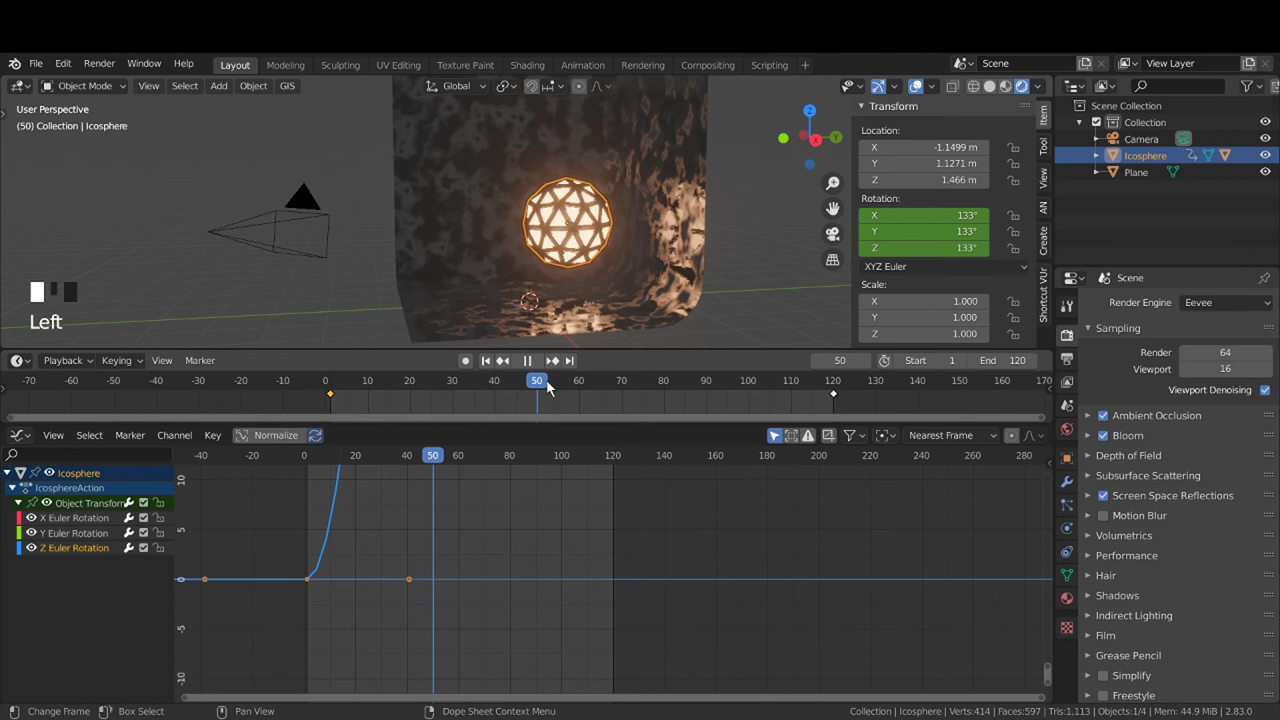 File Edit Render Window Help Layout Modeling Sculpting UV Editing Texture Paint Shading Animation Rendering Compositing Scripting + Scene View Layer
Object Mode View Select Add Object GIS Global
User Perspective
(50) Collection | Icosphere
Z
Y
X
Transform
Location:
X -1.1499 m
Y 1.1271 m
Z 1.466 m
Rotation:
X 133°
Y 133°
Z 133°
XYZ Euler
Scale:
X 1.000
Y 1.000
Z 1.000
Item
Tool
View
AN
Create
Shortcut VUr
Scene Collection
Collection
Camera
Icosphere
Plane
Scene
Render Engine Eevee
Sampling
Render 64
Viewport 16
Viewport Denoising
Ambient Occlusion
Bloom
Depth of Field
Subsurface Scattering
Screen Space Reflections
Motion Blur
Volumetrics
Performance
Hair
Shadows
Indirect Lighting
Film
Grease Pencil
Simplify
Freestyle
Left
Playback Keying View Marker 50 Start 1 End 120
-70 -60 -50 -40 -30 -20 -10 0 10 20 30 40 50 60 70 80 90 100 110 120 130 140 150 160 170
View Select Marker Channel Key Normalize Nearest Frame
-40 -20 0 20 40 50 60 80 100 120 140 160 180 200 220 240 260 280
Icosphere
IcosphereAction
Object Transform
X Euler Rotation
Y Euler Rotation
Z Euler Rotation
10
5
0
-5
-10
Change Frame Box Select Pan View Dope Sheet Context Menu Collection | Icosphere | Verts:414 | Faces:597 | Tris:1,113 | Objects:1/4 | Mem: 44.9 MiB | 2.83.0